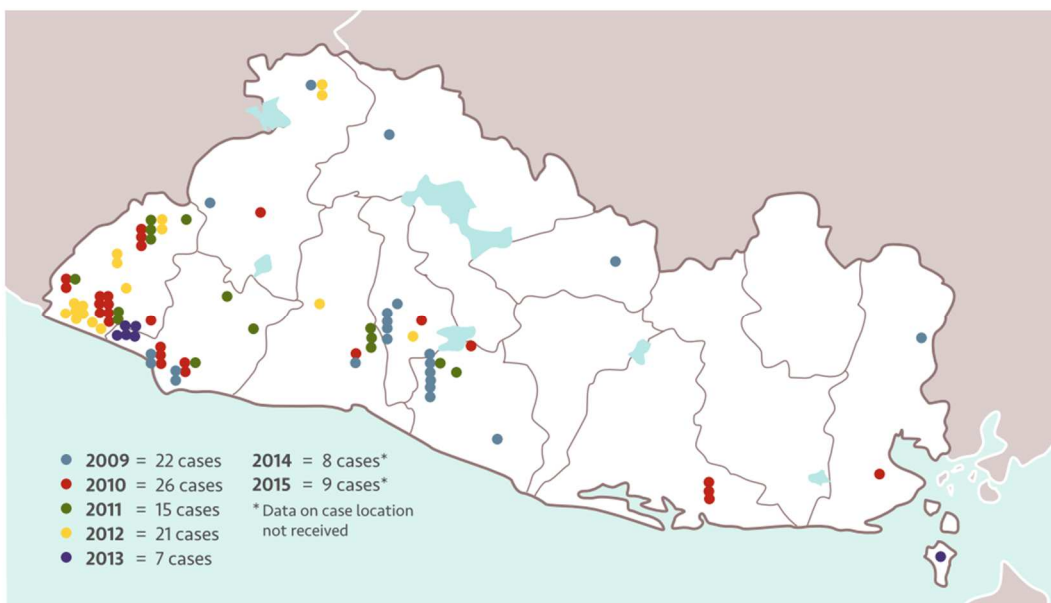 2009 = 22 cases
2010 = 26 cases
2011 = 15 cases
2012 = 21 cases
2013 = 7 cases
2014 = 8 cases*
2015 = 9 cases*
* Data on case location
not received